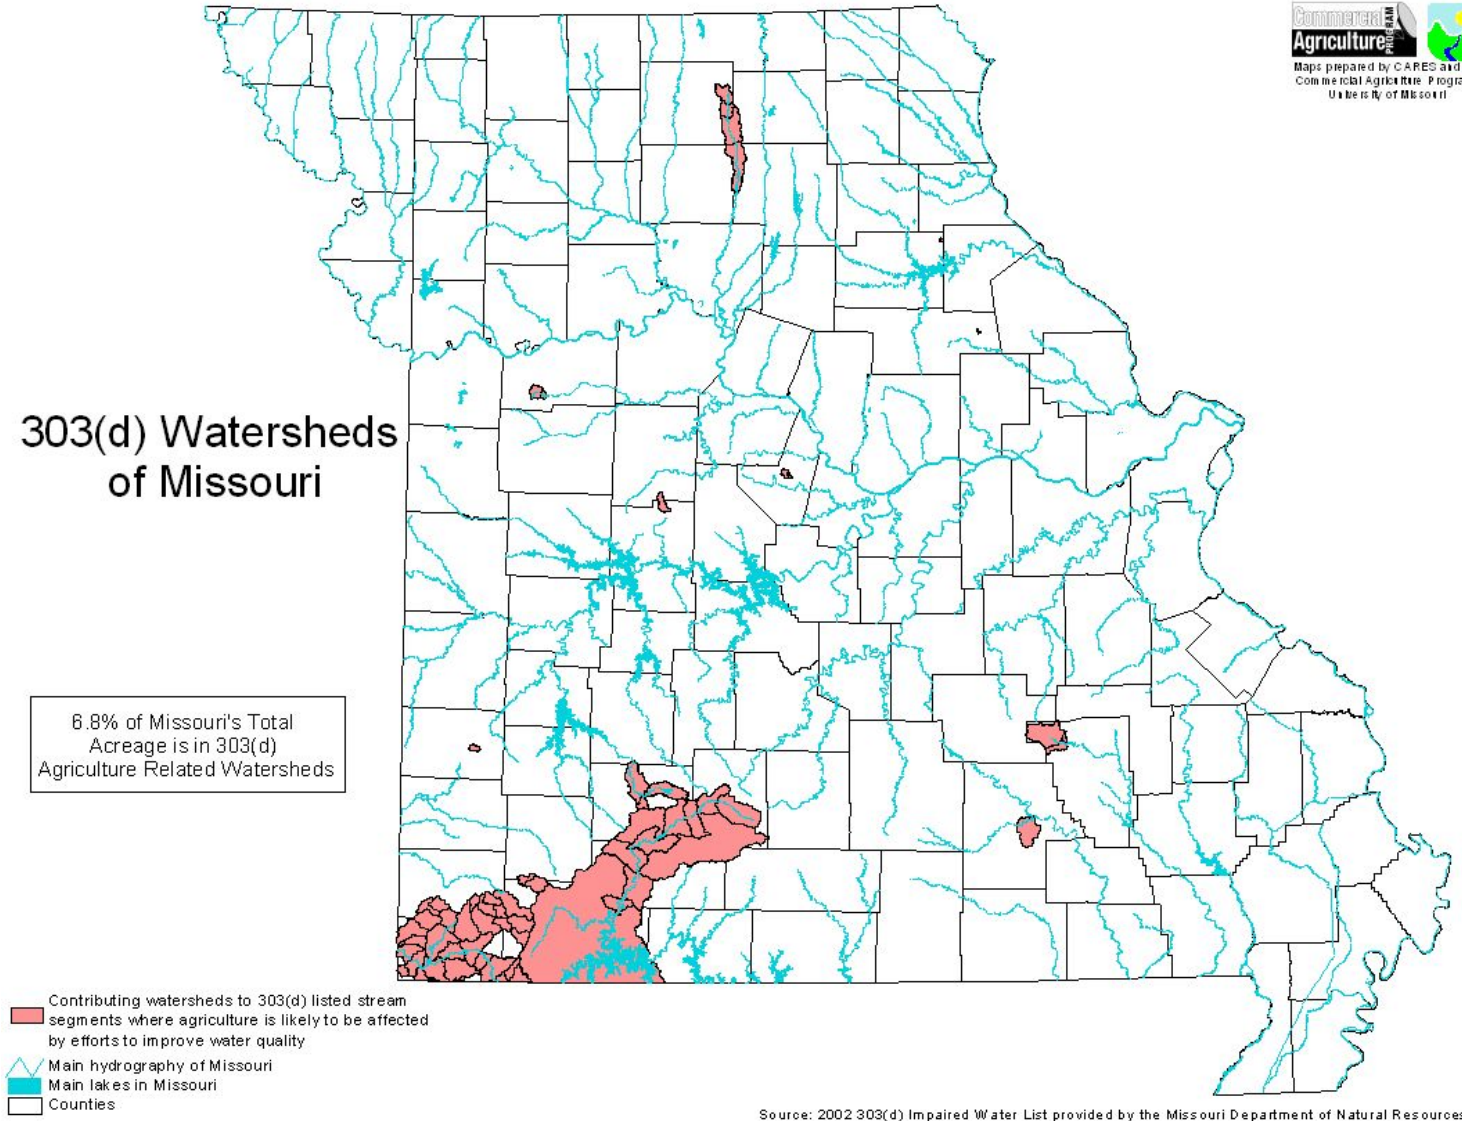 Commercial
Agriculture
PROGRAM
Maps prepared by CARES and
Commercial Agriculture
University of Missouri
303(d) Watersheds
of Missouri
6.8% of Missouri's Total
Acreage is in 303(d)
Agriculture Related Watersheds
Contributing watersheds to 303(d) listed stream
segments where agriculture is likely to be affected
by efforts to improve water quality
Main hydrography of Missouri
Main lakes in Missouri
Counties
Source: 2002 303(d) Impaired Water List provided by the Missouri Department of Natural Resources